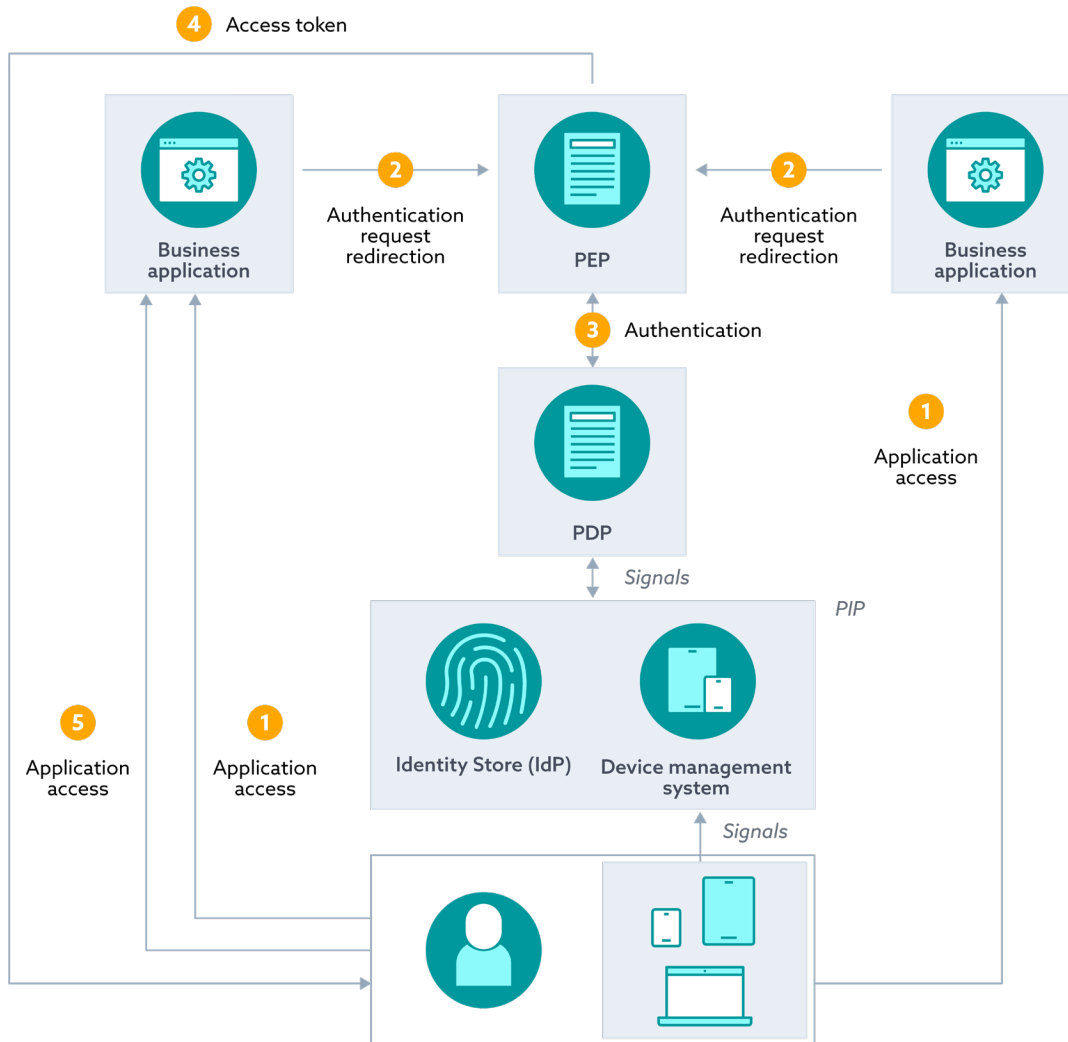 4 Access token
Business
application
2
Authentication
request
redirection
PEP
2
Authentication
request
redirection
Business
application
3 Authentication
1
Application
access
PDP
Signals
PIP
5
Application
access
1
Application
access
Identity Store (IdP)
Device management
system
Signals